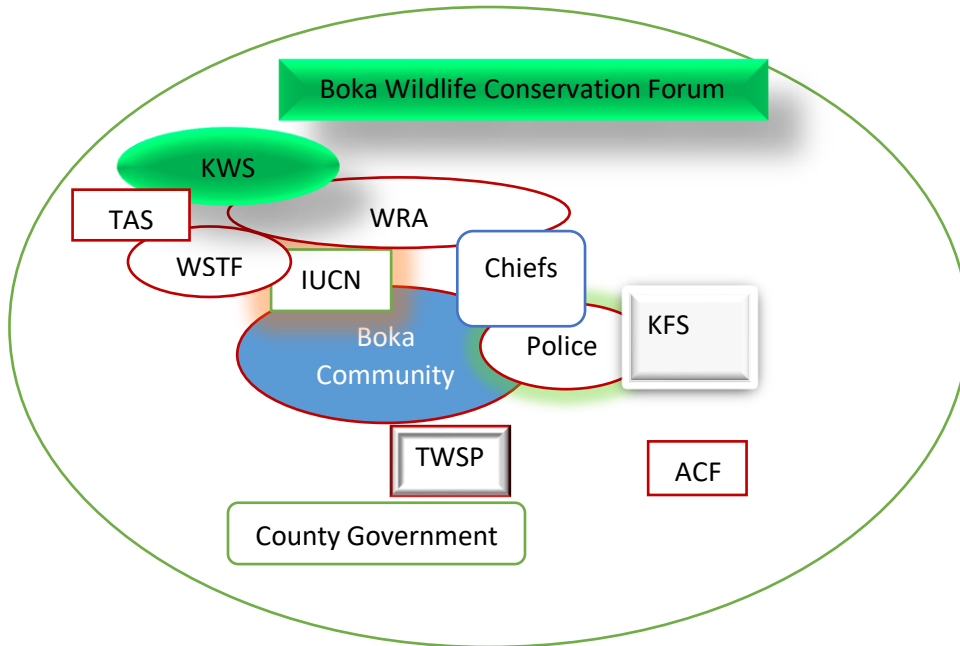 Boka Wildlife Conservation Forum
KWS
TAS
WRA
WSTF
IUCN
Chiefs
Boka
Community
Police
KFS
TWSP
ACF
County Government